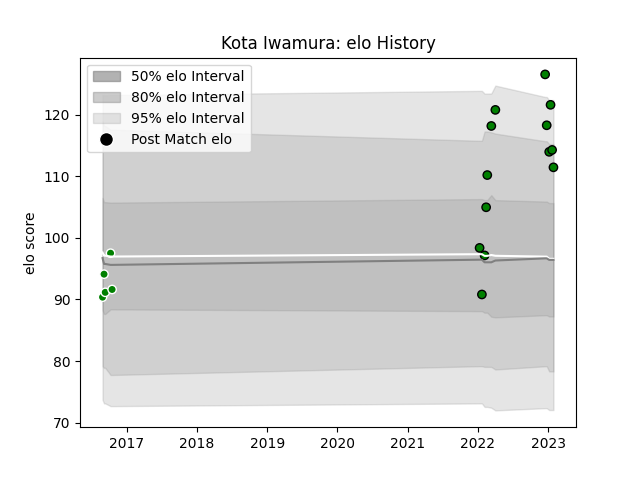 Kota Iwamura: elo History
50% elo Interval
80% elo Interval
95% elo Interval
Post Match elo
elo score
120
110
100
90
80
70
2017 2018 2019 2020 2021 2022 2023